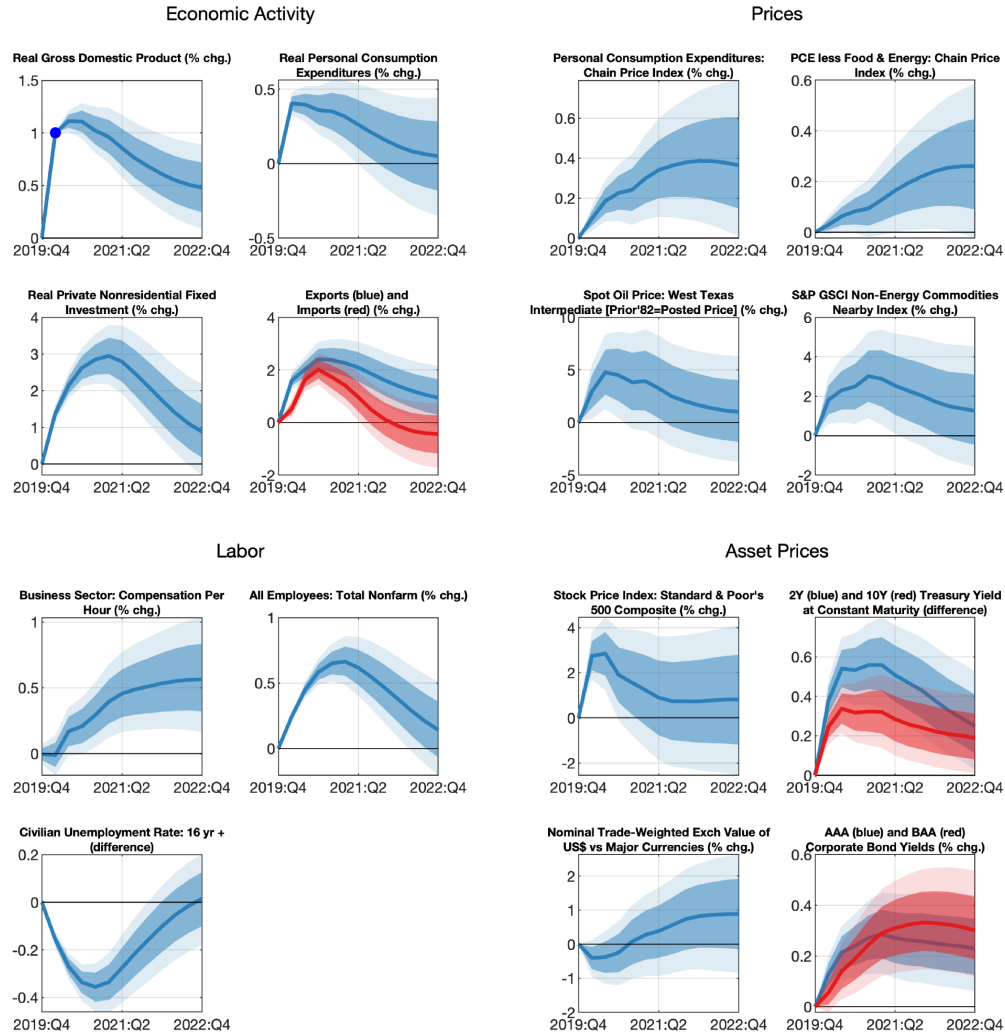 Economic Activity
Real Gross Domestic Product (% chg.)
1.5
1
0.5
0
2019:Q4 2021:Q2 2022:Q4
Real Personal Consumption
Expenditures (% chg.)
0.5
0
-0.5
2019:Q4 2021:Q2 2022:Q4
Real Private Nonresidential Fixed
Investment (% chg.)
4
3
2
1
0
2019:Q4 2021:Q2 2022:Q4
Exports (blue) and
Imports (red) (% chg.)
4
2
0
-2
2019:Q4 2021:Q2 2022:Q4
Prices
Personal Consumption Expenditures:
Chain Price Index (% chg.)
0.6
0.4
0.2
0
2019:Q4 2021:Q2 2022:Q4
PCE less Food & Energy: Chain Price
Index (% chg.)
0.6
0.4
0.2
0
2019:Q4 2021:Q2 2022:Q4
Spot Oil Price: West Texas
Intermediate [Prior'82=Posted Price] (% chg.)
10
5
0
-5
2019:Q4 2021:Q2 2022:Q4
S&P GSCI Non-Energy Commodities
Nearby Index (% chg.)
6
4
2
0
-2
2019:Q4 2021:Q2 2022:Q4
Labor
Business Sector: Compensation Per
Hour (% chg.)
1
0.5
0
2019:Q4 2021:Q2 2022:Q4
All Employees: Total Nonfarm (% chg.)
1
0.5
0
2019:Q4 2021:Q2 2022:Q4
Civilian Unemployment Rate: 16 yr +
(difference)
0.2
0
-0.2
-0.4
2019:Q4 2021:Q2 2022:Q4
Asset Prices
Stock Price Index: Standard & Poor's
500 Composite (% chg.)
4
2
0
-2
2019:Q4 2021:Q2 2022:Q4
2Y (blue) and 10Y (red) Treasury Yield
at Constant Maturity (difference)
0.6
0.4
0.2
0
2019:Q4 2021:Q2 2022:Q4
Nominal Trade-Weighted Exch Value of
US$ vs Major Currencies (% chg.)
2
1
0
-1
-2
2019:Q4 2021:Q2 2022:Q4
AAA (blue) and BAA (red)
Corporate Bond Yields (% chg.)
0.6
0.4
0.2
0
2019:Q4 2021:Q2 2022:Q4